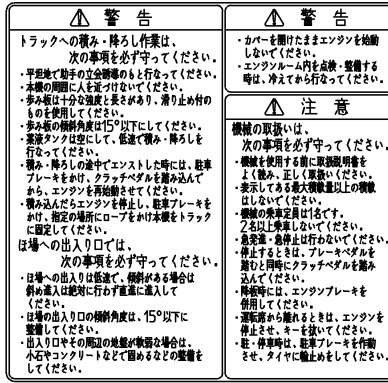 ⚠ 警 告
トラックへの積み・降ろし作業は、
次の事項を必ず守ってください。
・平坦地で助手の立会誘導のもと行なってください。
・本機の周囲に人を近づけないでください。
・歩み板は十分な強度と長さがあり、滑り止め付の
ものを使用してください。
・歩み板の傾斜角度は15°以下にしてください。
・薬液タンクは空にして、低速で積み・降ろしを
行なってください。
・積み・降ろしの途中でエンストした時には、駐車
ブレーキをかけ、クラッチペダルを踏み込んで
から、エンジンを再始動させてください。
・積み込んだらエンジンを停止し、駐車ブレーキを
かけ、指定の場所にロープをかけ本機をトラック
に固定してください。
ほ場への出入り口では、
次の事項を必ず守ってください。
・ほ場への出入りは低速で、傾斜がある場合は
斜め進入は絶対に行わず直進に進入して
ください。
・ほ場の出入り口の傾斜角度は、15°以下に
整備してください。
・出入り口やその周辺の地盤が軟弱な場合は、
小石やコンクリートなどで固めるなどの整備を
してください。
⚠ 警 告
・カバーを開けたままエンジンを始動
しないでください。
・エンジンルーム内を点検・整備する
時は、冷えてから行なってください。
⚠ 注 意
機械の取扱いは、
次の事項を必ず守ってください。
・機械を使用する前に取扱説明書を
よく読み、正しく取扱いください。
・表示してある最大積載量以上の積載
はしないでください。
・機械の乗車定員は1名です。
2名以上乗車しないでください。
・急発進・急停止は行わないでください。
・停止するときは、ブレーキペダルを
踏むと同時にクラッチペダルを踏み
込んでください。
・降坂時には、エンジンブレーキを
併用してください。
・運転席から離れるときは、エンジンを
停止させ、キーを抜いてください。
・駐・停車時は、駐車ブレーキを作動
させ、タイヤに輪止めをしてください。